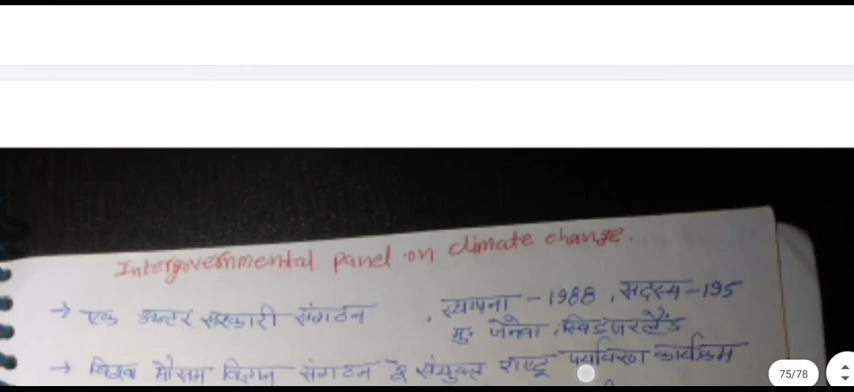 Intergovernmental panel on climate change.
→ एक अन्तर सरकारी संगठन , स्थापना - 1988 , सदस्य - 195
मु॰ जेनेवा , स्विटजरलैंड
→ विश्व मौसम विज्ञान संगठन व संयुक्त राष्ट्र पर्यावरण कार्यक्रम
75/78